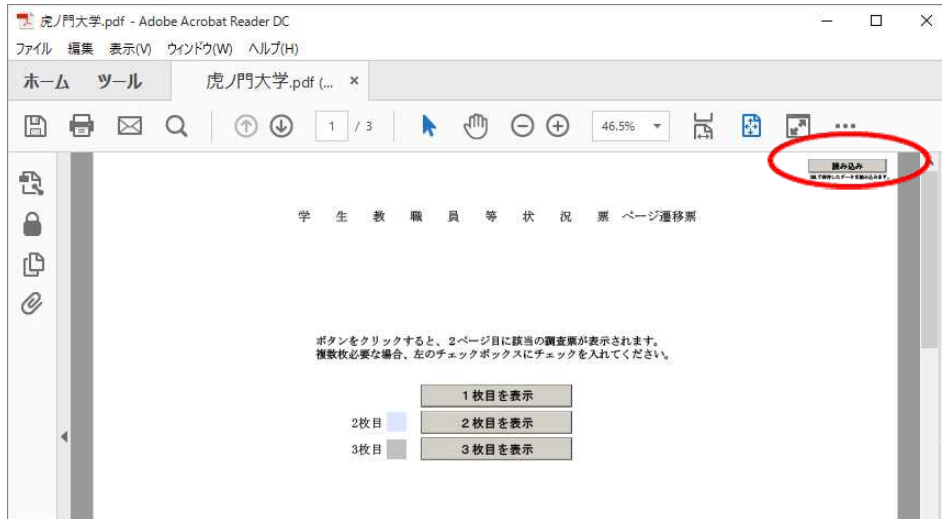 虎ノ門大学.pdf - Adobe Acrobat Reader DC
ファイル 編集 表示(V) ウィンドウ(W) ヘルプ(H)
ホーム ツール 虎ノ門大学.pdf (... ×
1 / 3 46.5%
読み込み
学生教職員等状況票 ページ遷移票
ボタンをクリックすると、2ページ目に該当の調査票が表示されます。
複数枚必要な場合、左のチェックボックスにチェックを入れてください。
1枚目を表示
2枚目 2枚目を表示
3枚目 3枚目を表示